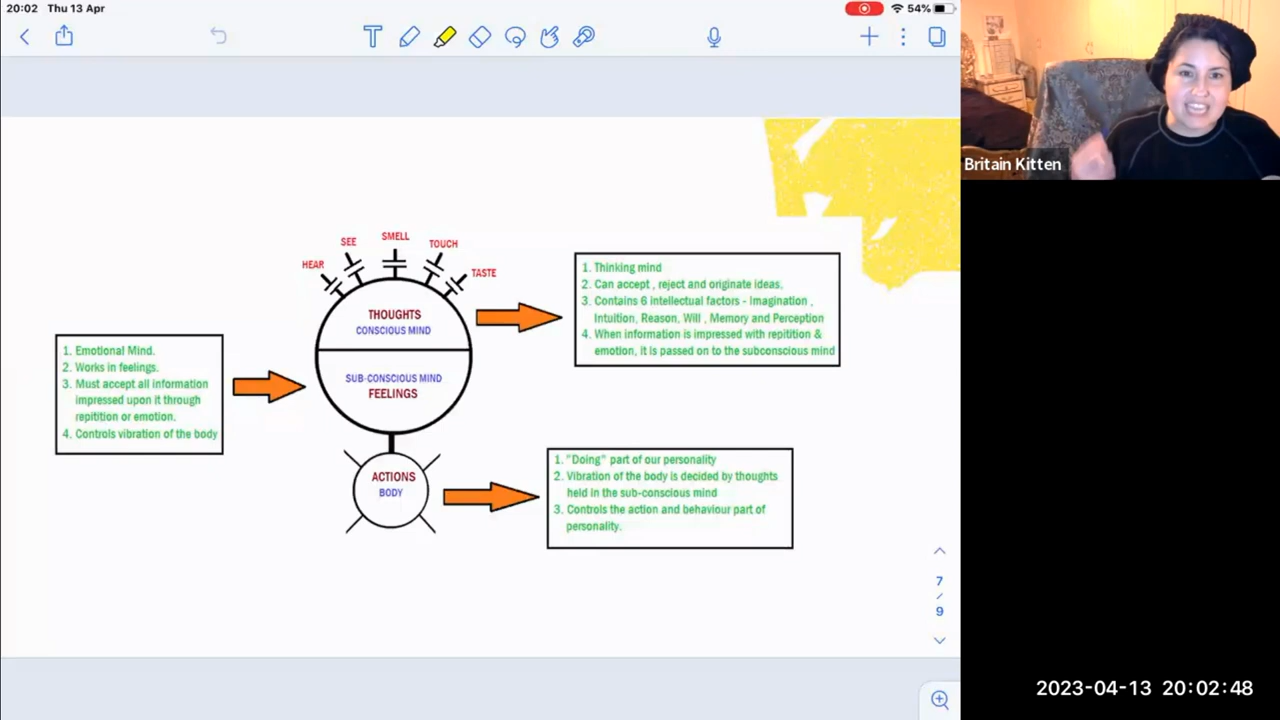 20:02 Thu 13 Apr
54%
Britain Kitten
HEAR
SEE
SMELL
TOUCH
TASTE
THOUGHTS
CONSCIOUS MIND
SUB-CONSCIOUS MIND
FEELINGS
ACTIONS
BODY
1. Thinking mind
2. Can accept , reject and originate ideas.
3. Contains 6 intellectual factors - Imagination ,
Intuition, Reason, Will , Memory and Perception
4. When information is impressed with repitition &
emotion, it is passed on to the subconscious mind
1. Emotional Mind.
2. Works in feelings.
3. Must accept all information
impressed upon it through
repitition or emotion.
4. Controls vibration of the body
1. "Doing" part of our personality
2. Vibration of the body is decided by thoughts
held in the sub-conscious mind
3. Controls the action and behaviour part of
personality.
7
/
9
2023-04-13 20:02:48